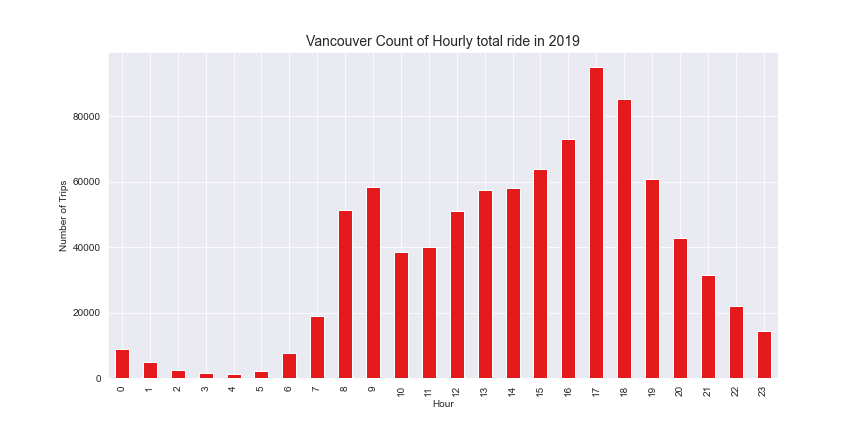 Vancouver Count of Hourly total ride in 2019
Number of Trips
80000
60000
40000
20000
0
0 1 2 3 4 5 6 7 8 9 10 11 12 13 14 15 16 17 18 19 20 21 22 23
Hour